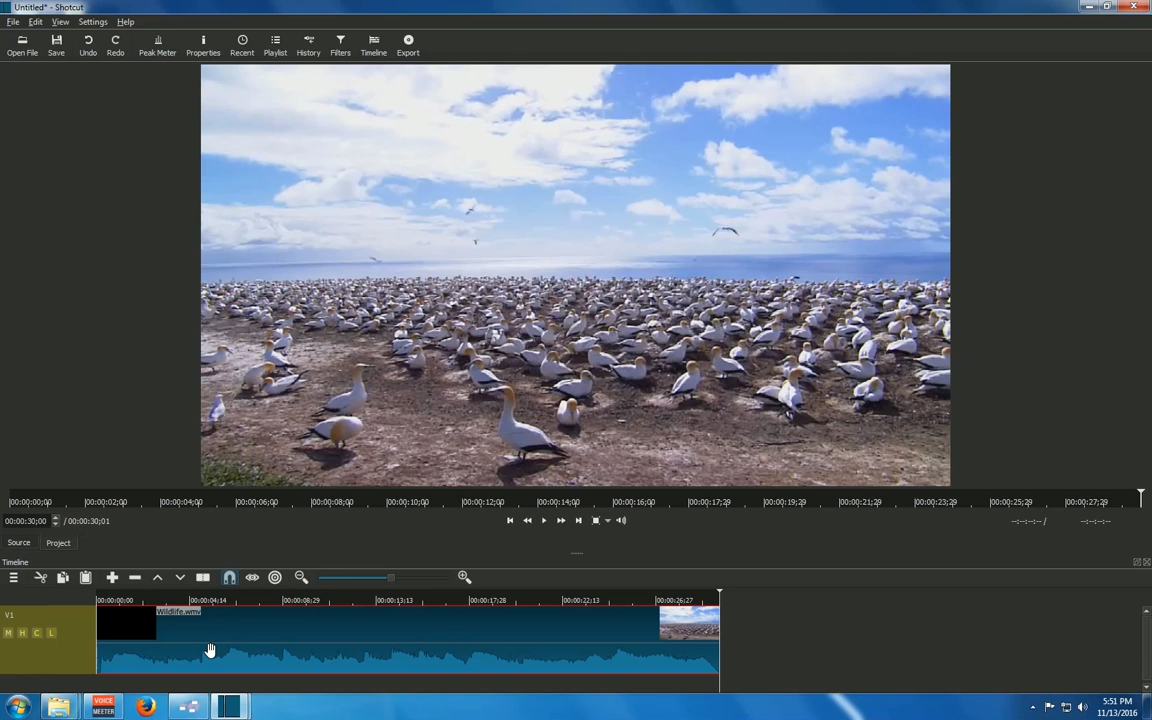 Untitled* - Shotcut
File Edit View Settings Help
Open File Save Undo Redo Peak Meter Properties Recent Playlist History Filters Timeline Export
00:00:00;00 00:00:02;00 00:00:04;00 00:00:06;00 00:00:08;00 00:00:10;00 00:00:12;00 00:00:14;00 00:00:16;00 00:00:17;29 00:00:19;29 00:00:21;29 00:00:23;29 00:00:25;29 00:00:27;29
00:00:30;00 / 00:00:30;01 --:--:--;-- / --:--:--;--
Source Project
Timeline
00:00:00;00 00:00:04;14 00:00:08;29 00:00:13;13 00:00:17;28 00:00:22;13 00:00:26;27
V1 Wildlife.wmv
M H C L
VOICE
MEETER
5:51 PM
11/13/2016